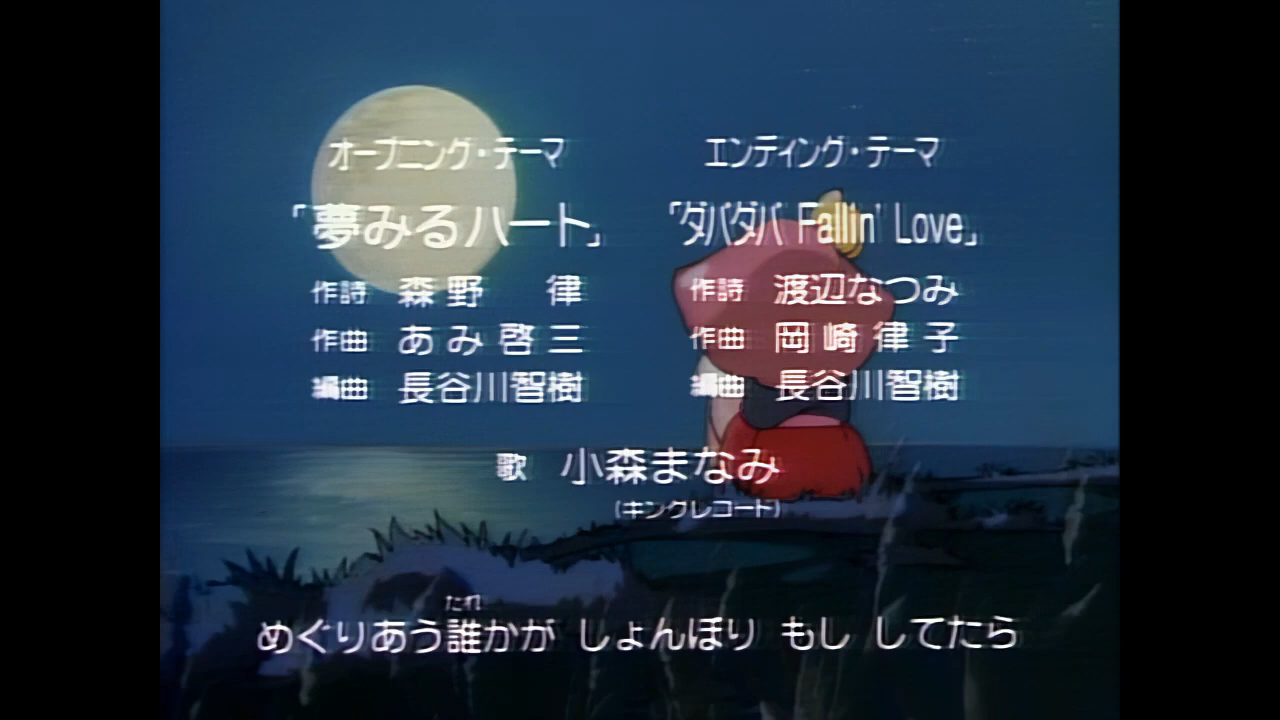 オープニング・テーマ
「夢みるハート」
作詩 森野 律
作曲 あみ啓三
編曲 長谷川智樹
エンディング・テーマ
「ダバダバ Fallin' Love」
作詩 渡辺なつみ
作曲 岡崎律子
編曲 長谷川智樹
歌 小森まなみ
(キングレコード)
たれ
めぐりあう誰かが しょんぼり もし してたら